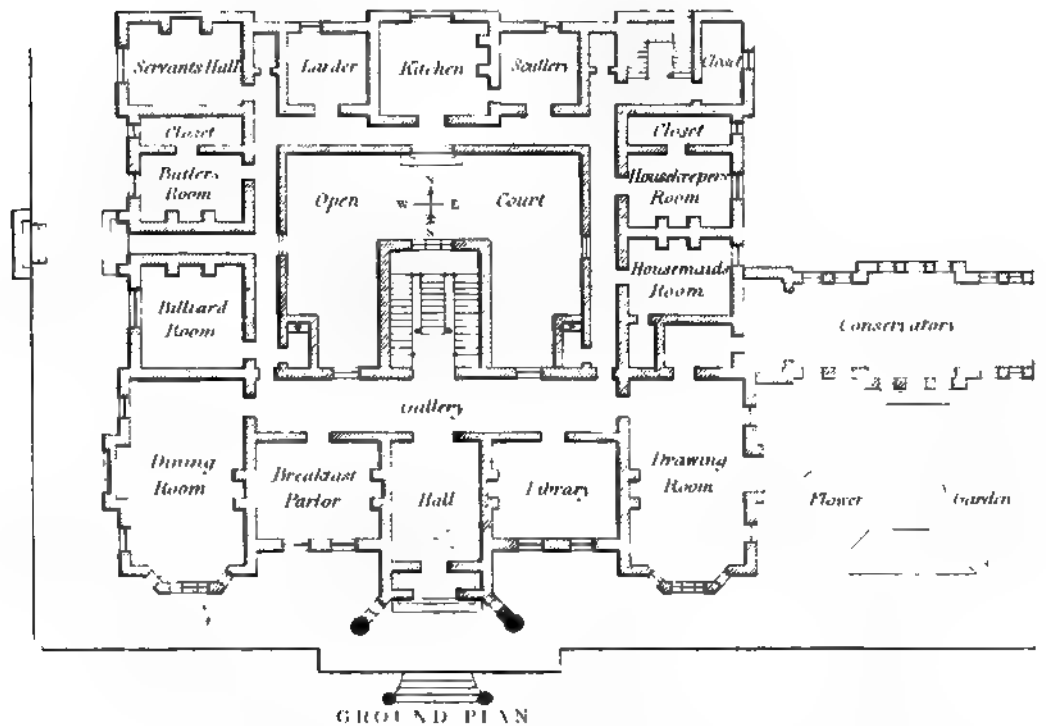 Servants Hall
Larder
Kitchen
Scullery
Closet
Closet
Closet
Butlers
Room
Housekeepers
Room
Open
Court
N
W E
S
Billiard
Room
Housemaids
Room
Conservatory
Gallery
Dining
Room
Breakfast
Parlor
Hall
Library
Drawing
Room
Flower
Garden
GROUND PLAN